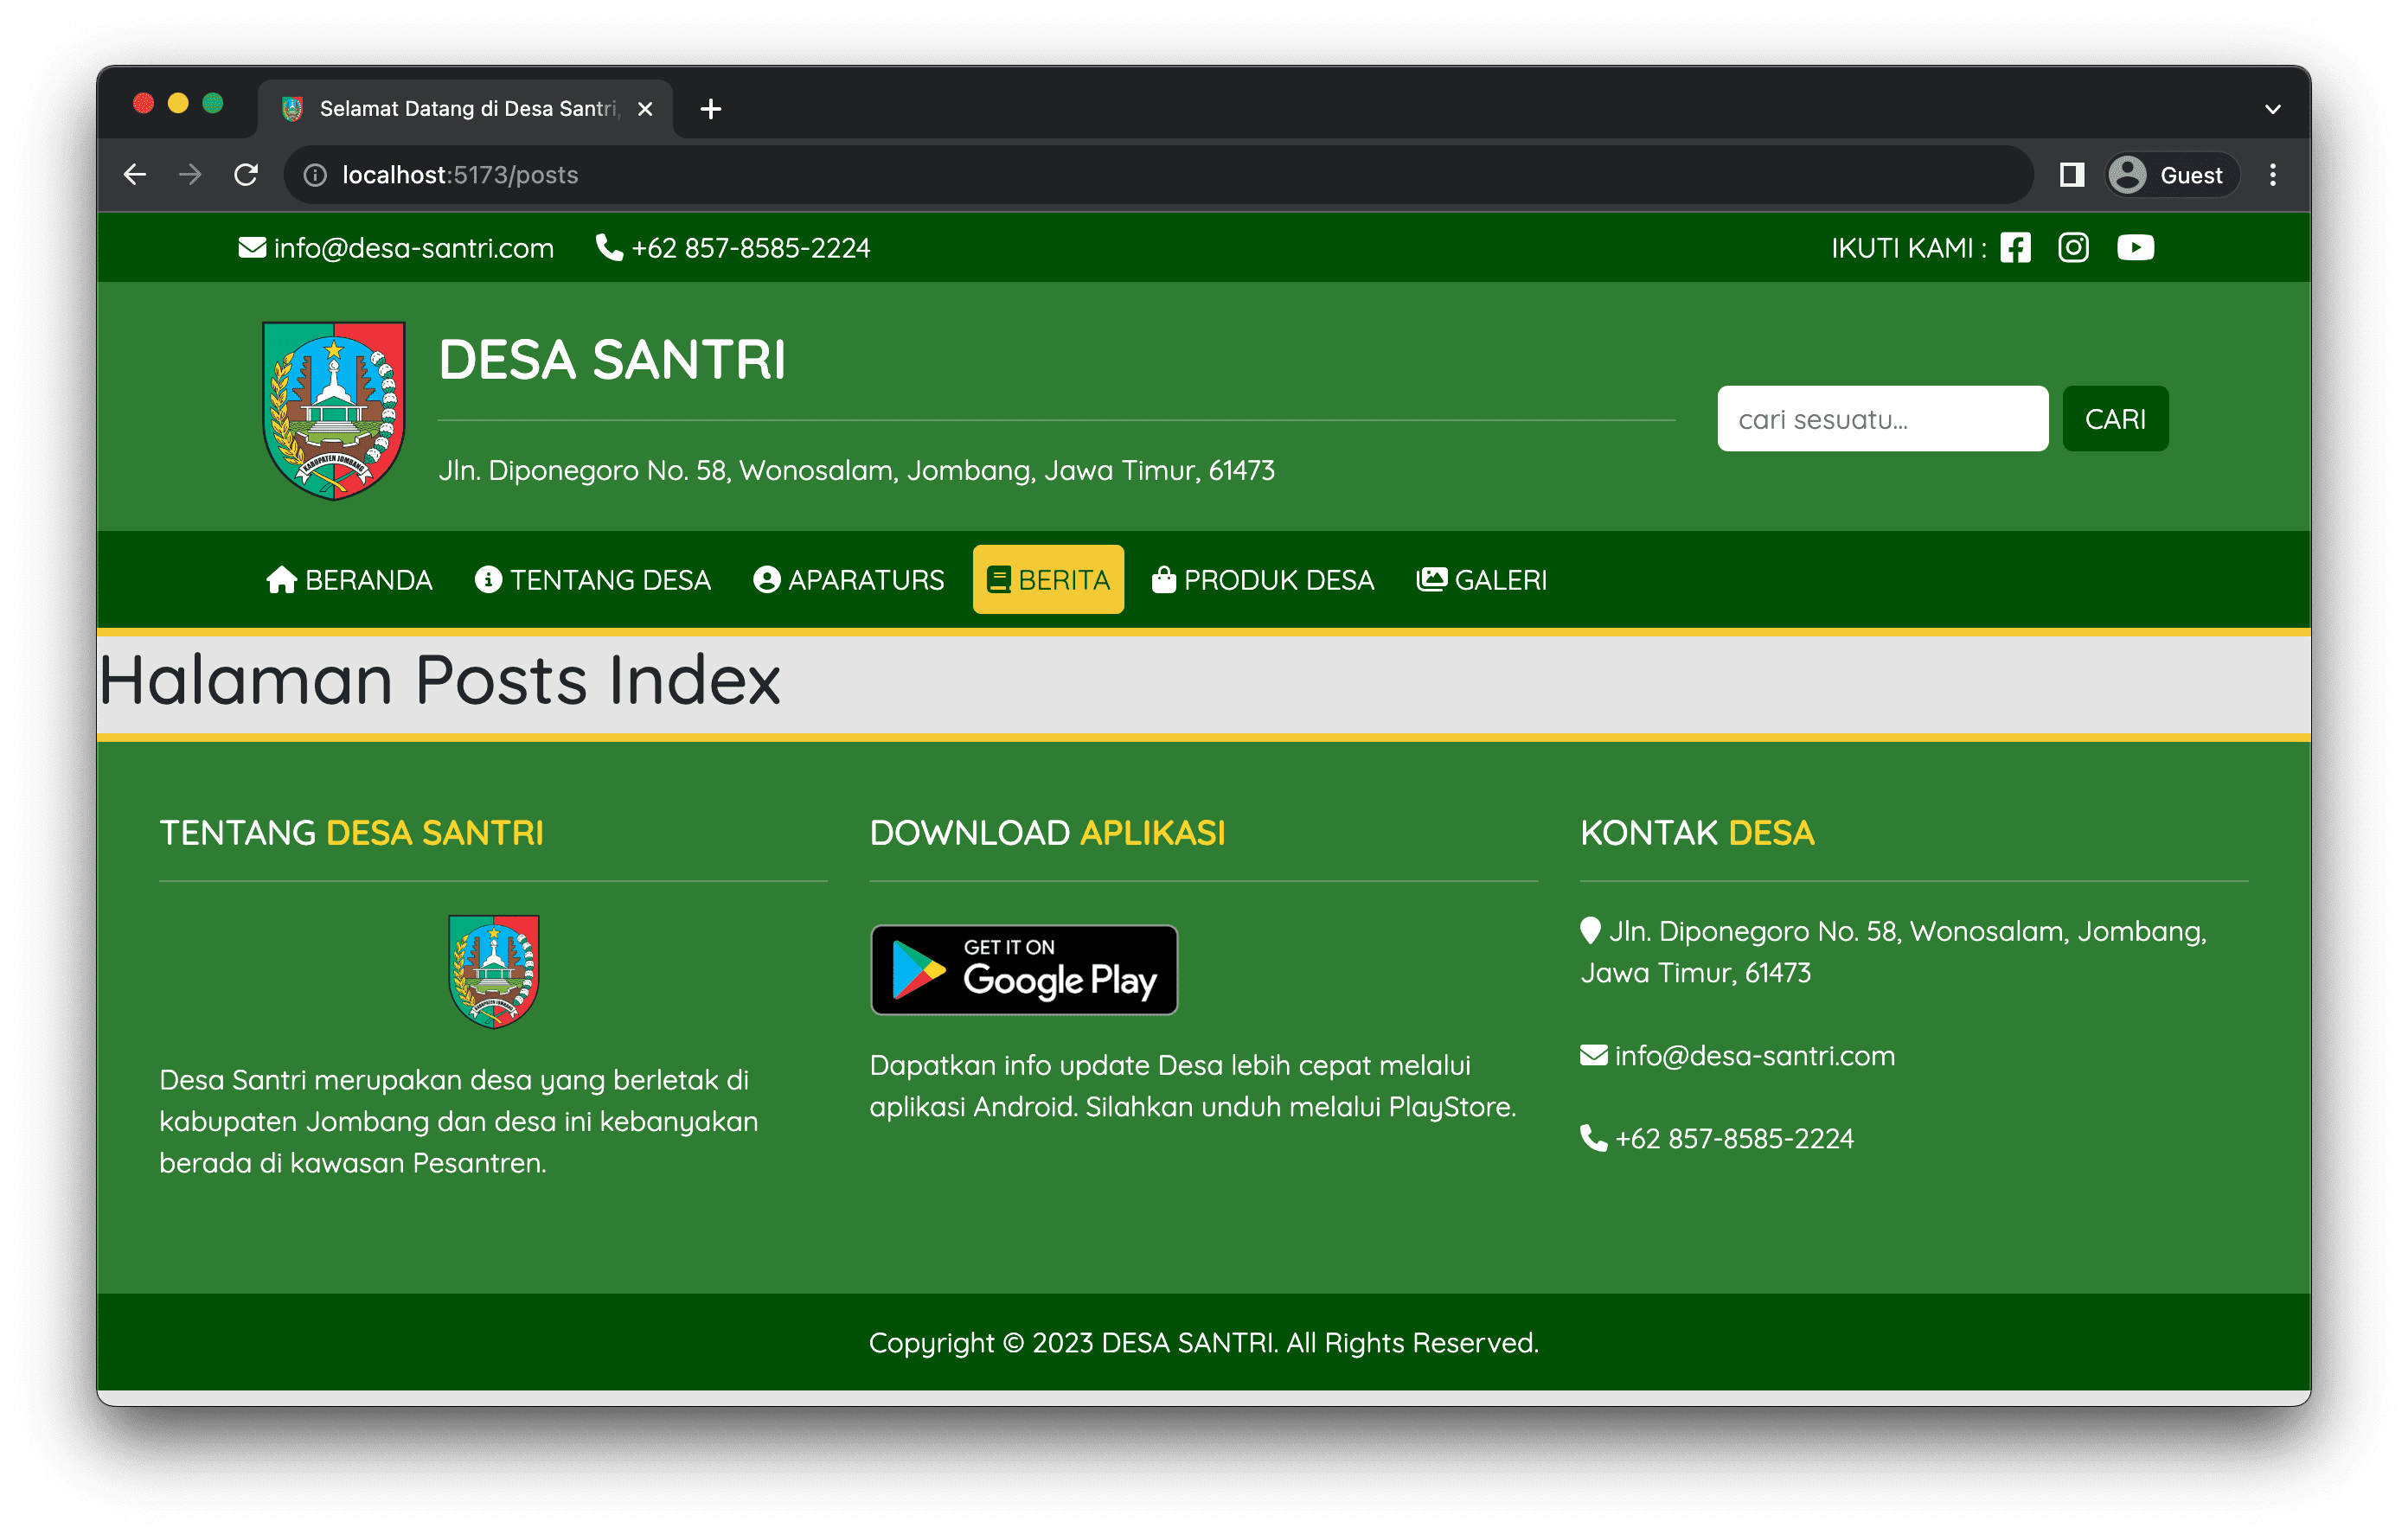 Selamat Datang di Desa Santri,
localhost:5173/posts
Guest
info@desa-santri.com +62 857-8585-2224 IKUTI KAMI :
DESA SANTRI
cari sesuatu... CARI
Jln. Diponegoro No. 58, Wonosalam, Jombang, Jawa Timur, 61473
KABUPATEN JOMBANG
BERANDA TENTANG DESA APARATURS BERITA PRODUK DESA GALERI
Halaman Posts Index
TENTANG DESA SANTRI
KABUPATEN JOMBANG
Desa Santri merupakan desa yang berletak di
kabupaten Jombang dan desa ini kebanyakan
berada di kawasan Pesantren.
DOWNLOAD APLIKASI
GET IT ON
Google Play
Dapatkan info update Desa lebih cepat melalui
aplikasi Android. Silahkan unduh melalui PlayStore.
KONTAK DESA
Jln. Diponegoro No. 58, Wonosalam, Jombang,
Jawa Timur, 61473
info@desa-santri.com
+62 857-8585-2224
Copyright © 2023 DESA SANTRI. All Rights Reserved.